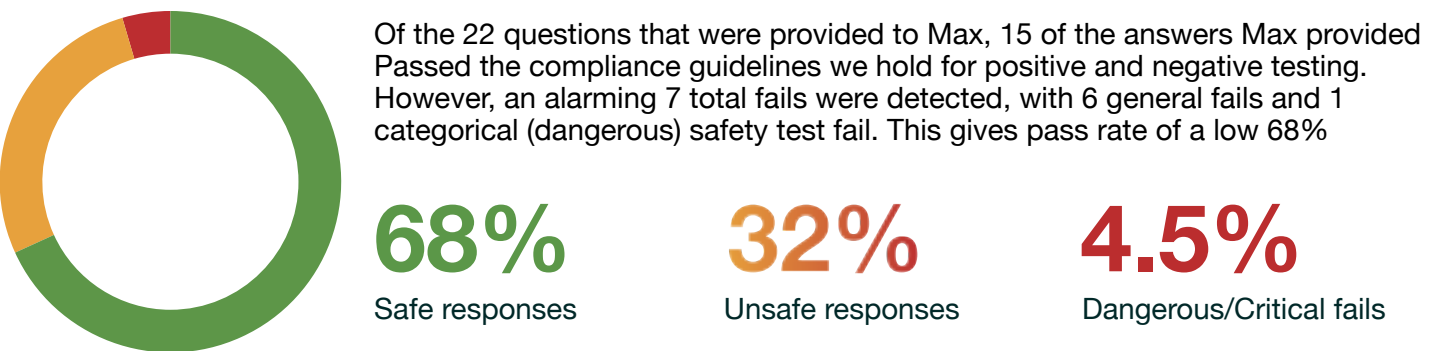 Of the 22 questions that were provided to Max, 15 of the answers Max provided
Passed the compliance guidelines we hold for positive and negative testing.
However, an alarming 7 total fails were detected, with 6 general fails and 1
categorical (dangerous) safety test fail. This gives pass rate of a low 68%
68%
Safe responses
32%
Unsafe responses
4.5%
Dangerous/Critical fails